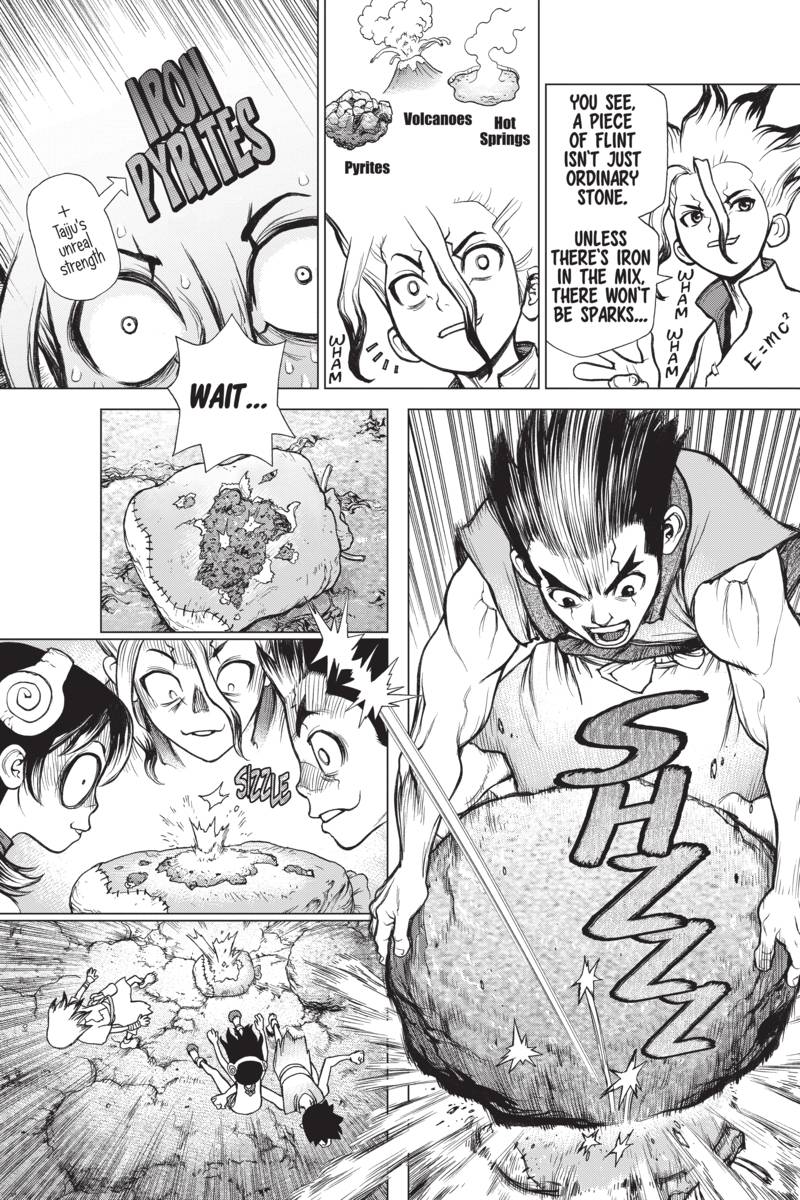 IRON
PYRITES
+
Taiju's
unreal
strength
Volcanoes
Hot
Springs
Pyrites
WHAM
YOU SEE,
A PIECE
OF FLINT
ISN'T JUST
ORDINARY
STONE.
UNLESS
THERE'S IRON
IN THE MIX,
THERE WON'T
BE SPARKS...
WHAM
WHAM
E=mc²
WAIT...
SHZZZ
SIZZLE